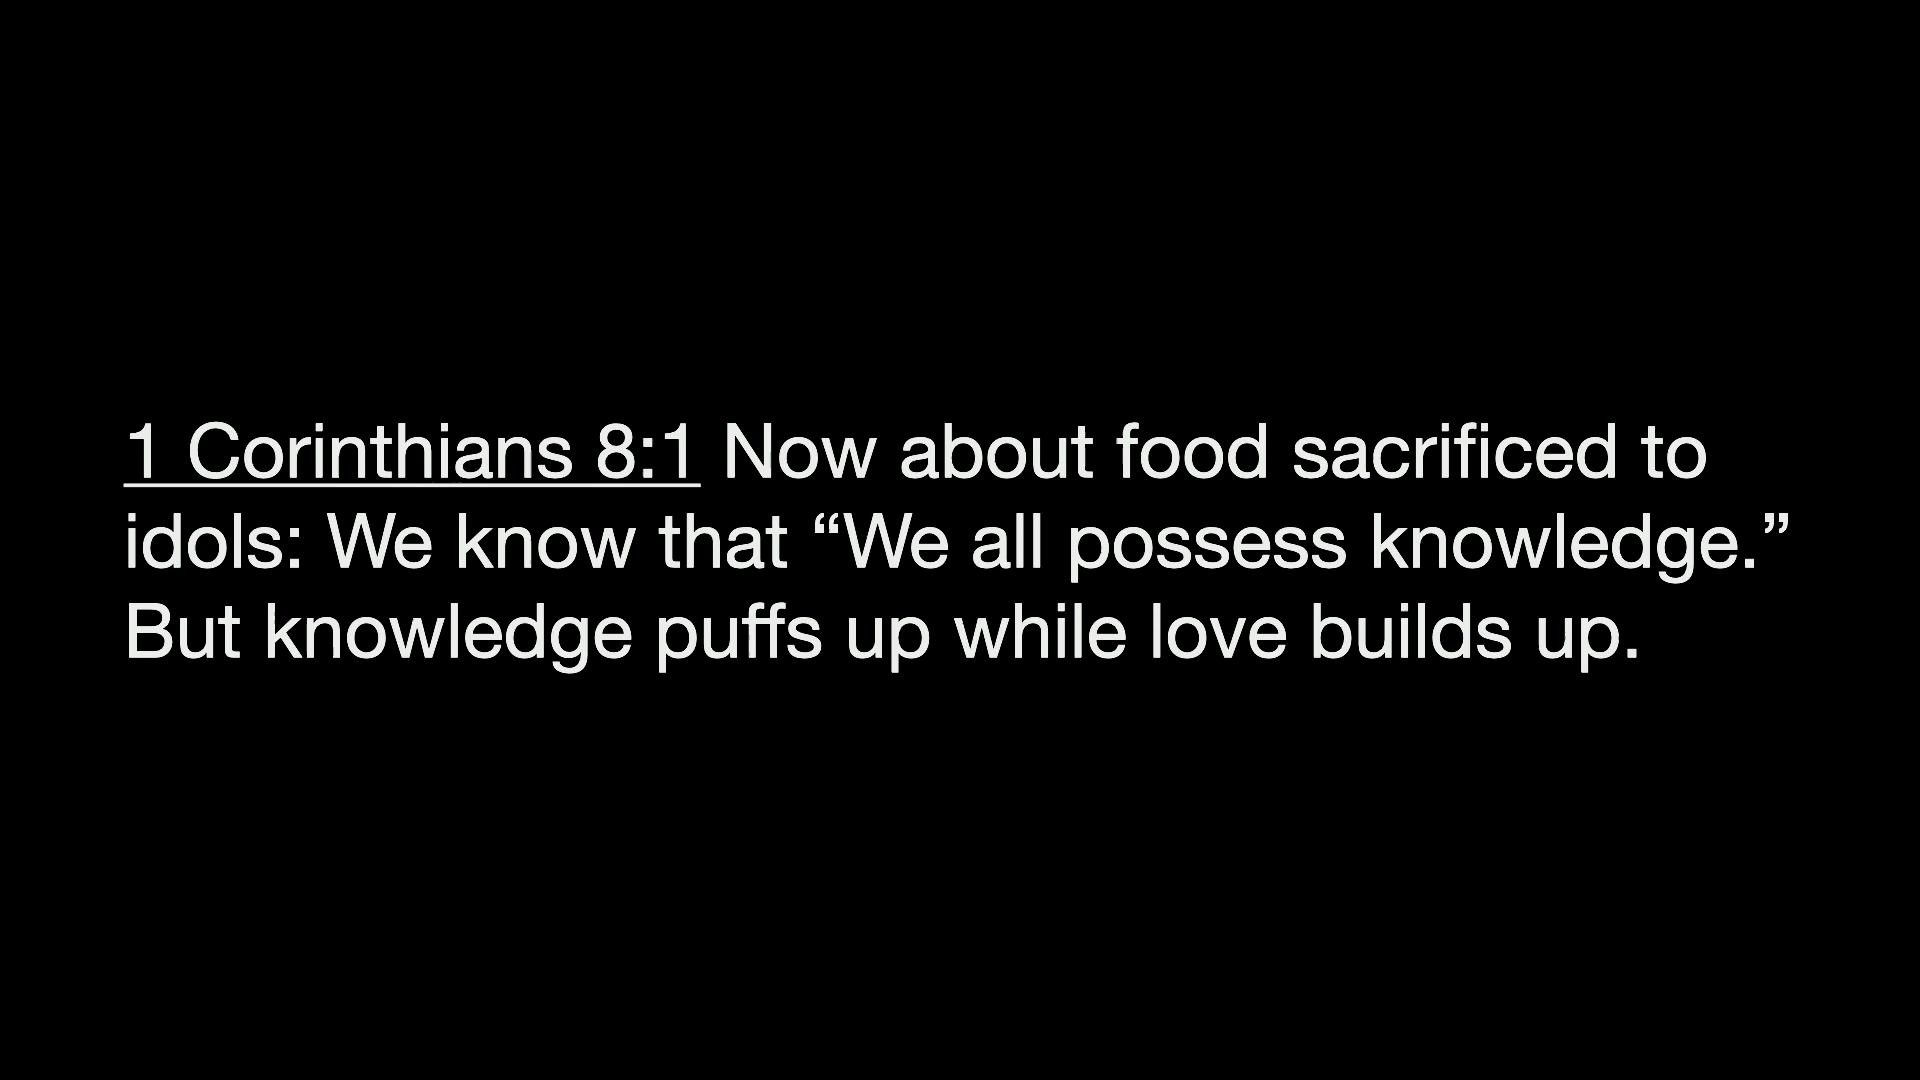 1 Corinthians 8:1 Now about food sacrificed to
idols: We know that “We all possess knowledge.”
But knowledge puffs up while love builds up.